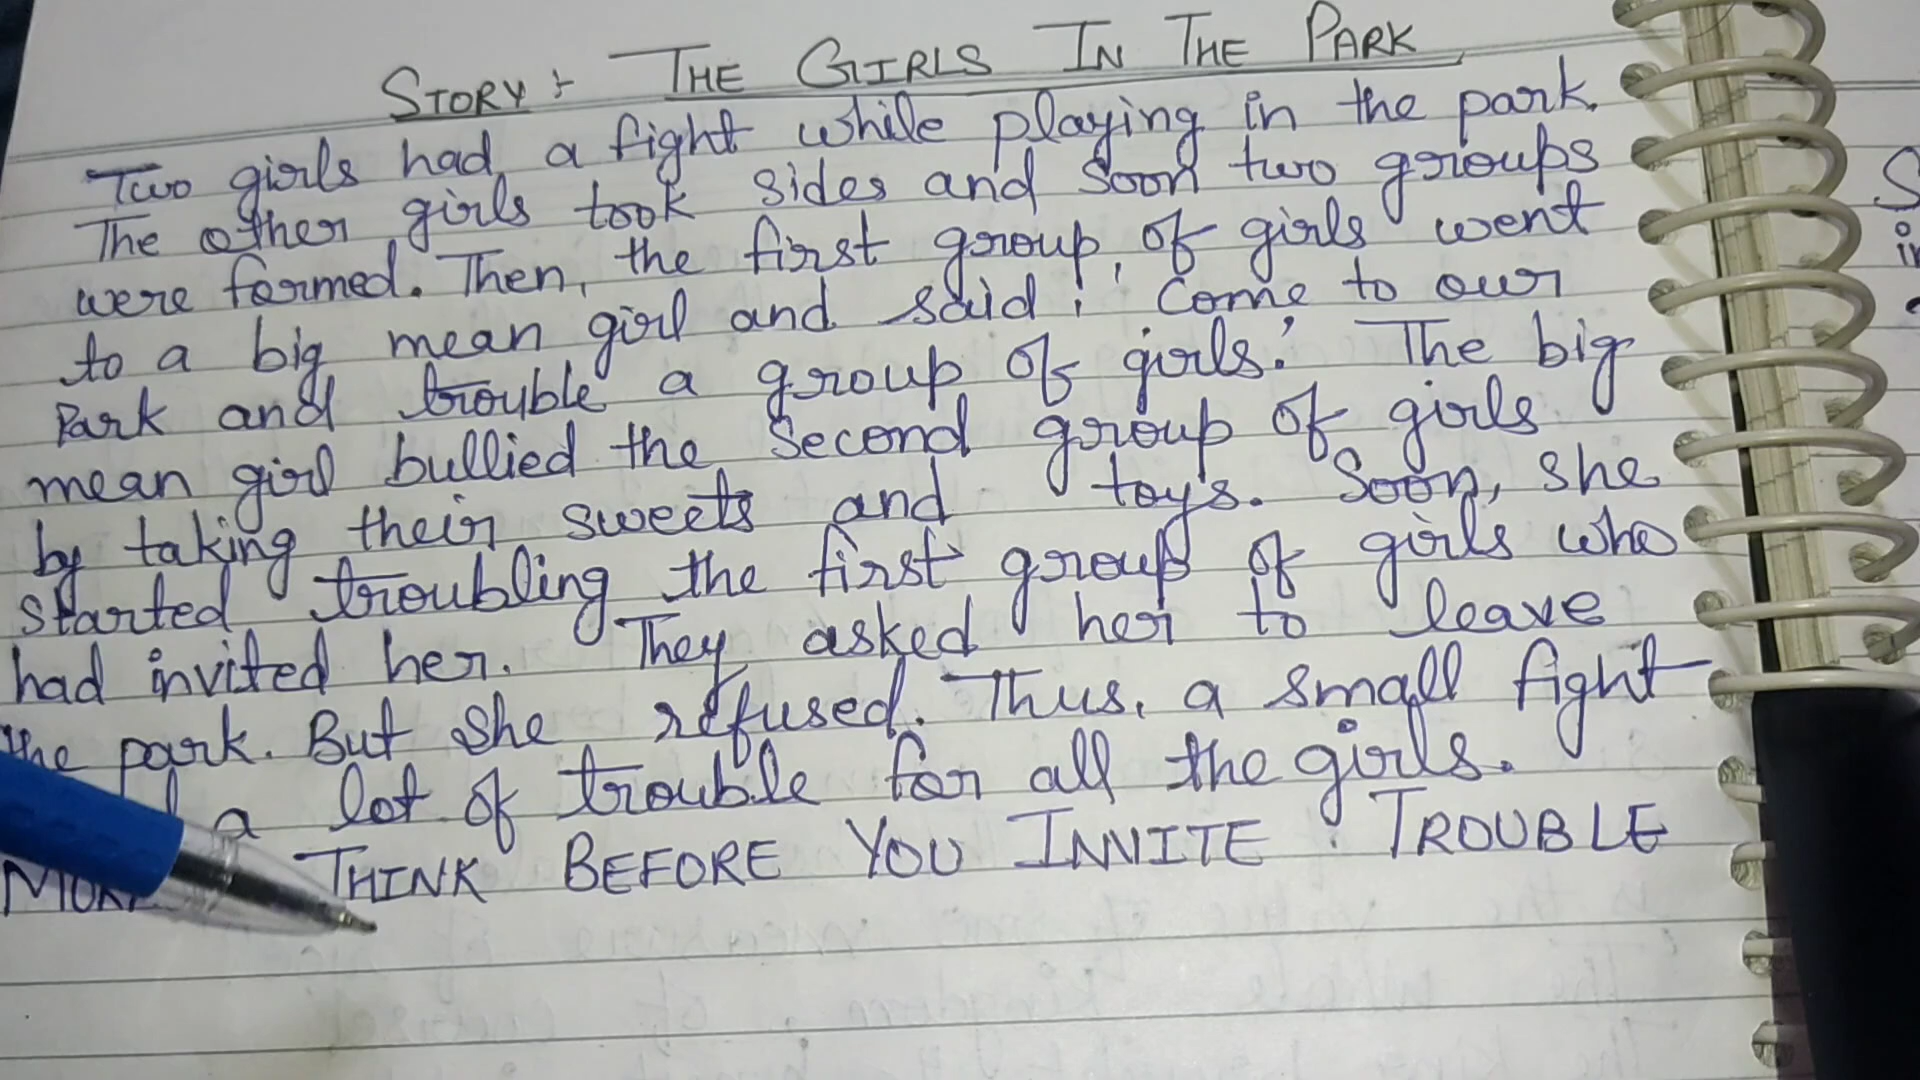 STORY :- THE GIRLS IN THE PARK
Two girls had a fight while playing in the park.
The other girls took sides and soon two groups
were formed. Then, the first group of girls went
to a big mean girl and said : 'Come to our
Park and trouble a group of girls.' The big
mean girl bullied the second group of girls
by taking their sweets and toys. Soon, she
started troubling the first group of girls who
had invited her. They asked her to leave
the park. But she refused. Thus, a small fight
a lot of trouble for all the girls.
THINK BEFORE YOU INVITE TROUBLE